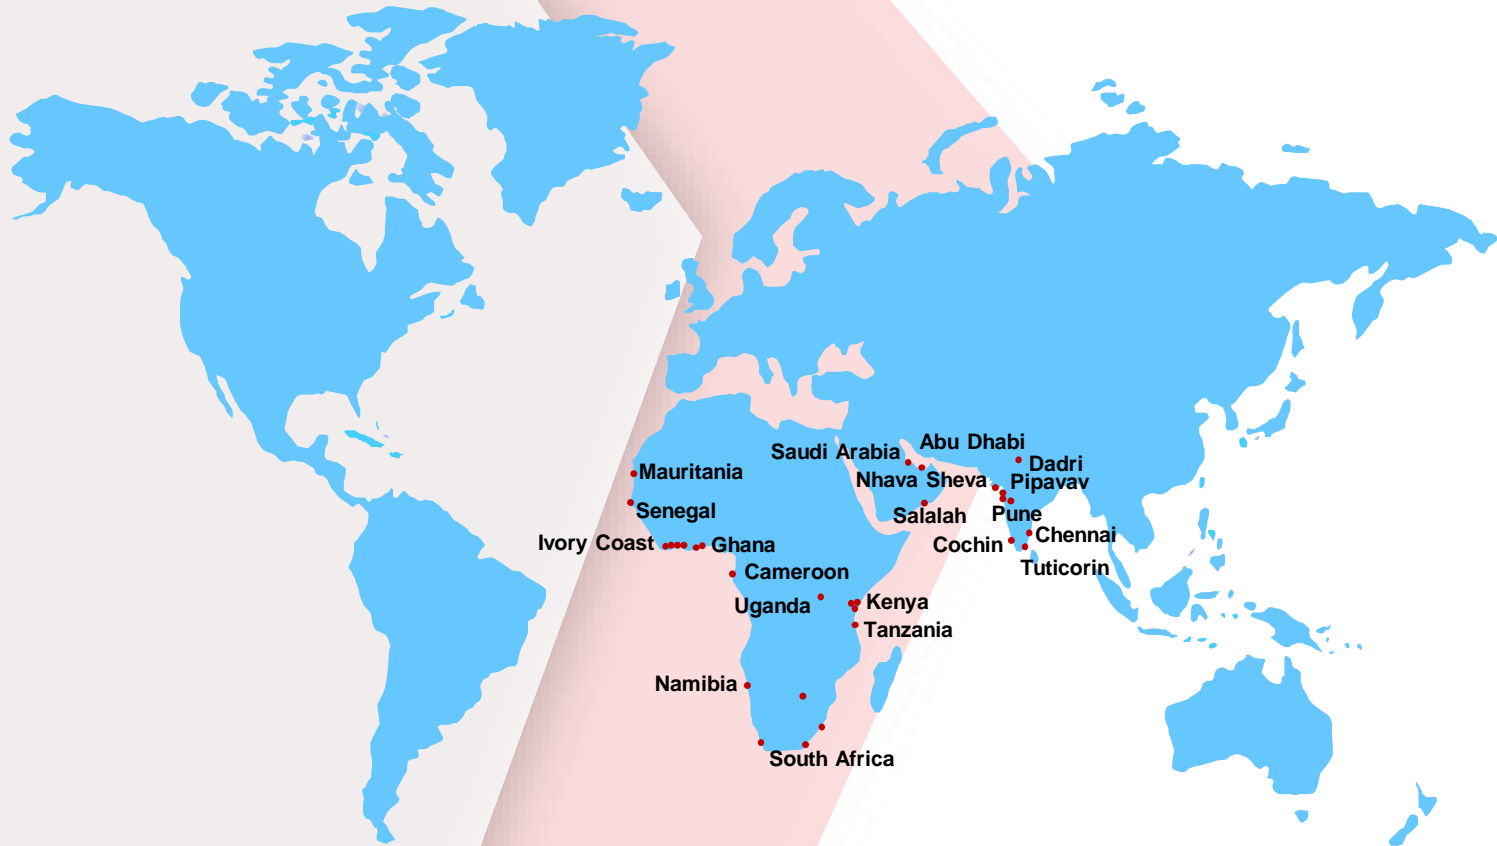 Abu Dhabi
Saudi Arabia
Dadri
Mauritania
Nhava Sheva
Pipavav
Senegal
Salalah
Pune
Chennai
Ivory Coast
Ghana
Cochin
Tuticorin
Cameroon
Uganda
Kenya
Tanzania
Namibia
South Africa